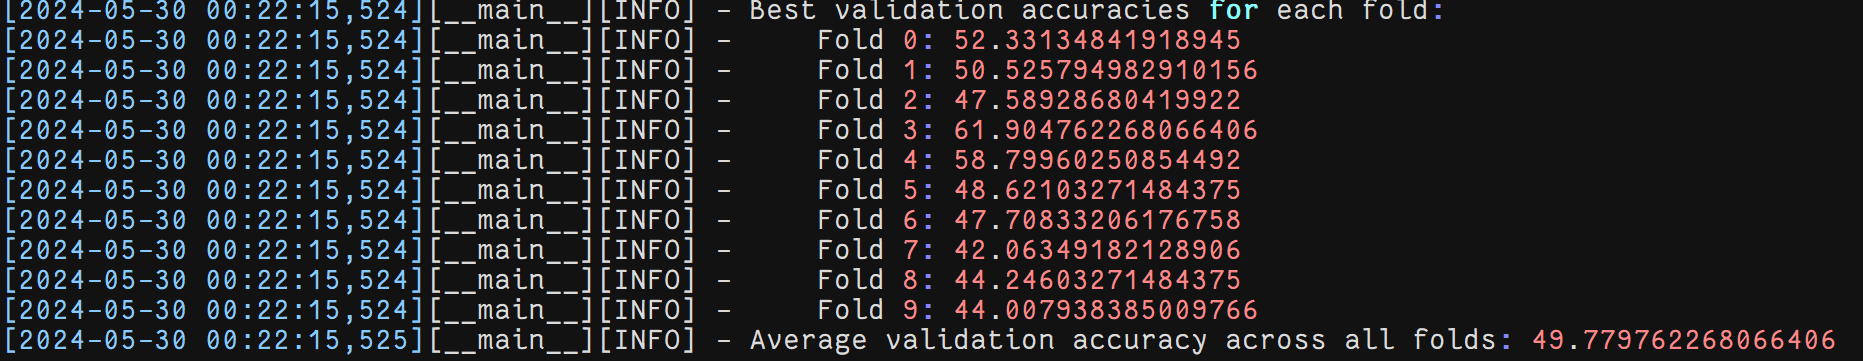 [2024-05-30 00:22:15,524][__main__][INFO] - Best validation accuracies for each fold:
[2024-05-30 00:22:15,524][__main__][INFO] -     Fold 0: 52.33134841918945
[2024-05-30 00:22:15,524][__main__][INFO] -     Fold 1: 50.525794982910156
[2024-05-30 00:22:15,524][__main__][INFO] -     Fold 2: 47.58928680419922
[2024-05-30 00:22:15,524][__main__][INFO] -     Fold 3: 61.904762268066406
[2024-05-30 00:22:15,524][__main__][INFO] -     Fold 4: 58.79960250854492
[2024-05-30 00:22:15,524][__main__][INFO] -     Fold 5: 48.62103271484375
[2024-05-30 00:22:15,524][__main__][INFO] -     Fold 6: 47.70833206176758
[2024-05-30 00:22:15,524][__main__][INFO] -     Fold 7: 42.06349182128906
[2024-05-30 00:22:15,524][__main__][INFO] -     Fold 8: 44.24603271484375
[2024-05-30 00:22:15,524][__main__][INFO] -     Fold 9: 44.007938385009766
[2024-05-30 00:22:15,525][__main__][INFO] - Average validation accuracy across all folds: 49.779762268066406